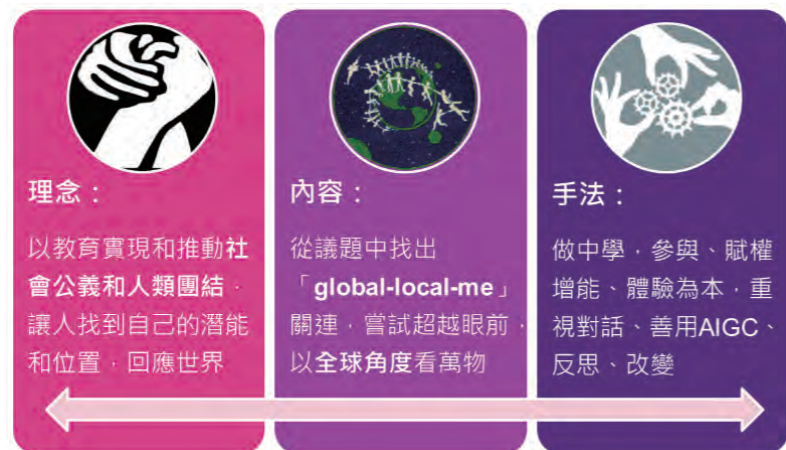 理念：
以教育實現和推動社
會公義和人類團結，
讓人找到自己的潛能
和位置，回應世界
內容：
從議題中找出
「global-local-me」
關連，嘗試超越眼前，
以全球角度看萬物
手法：
做中學，參與、賦權
增能、體驗為本，重
視對話、善用AIGC、
反思、改變